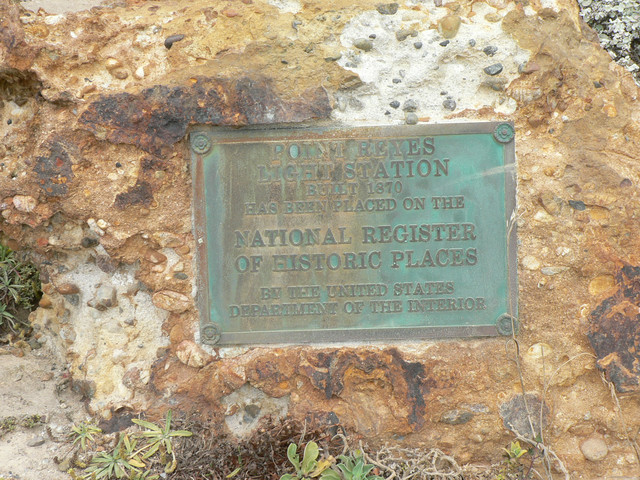 POINT REYES
LIGHT STATION
BUILT 1870
HAS BEEN PLACED ON THE
NATIONAL REGISTER
OF HISTORIC PLACES
BY THE UNITED STATES
DEPARTMENT OF THE INTERIOR